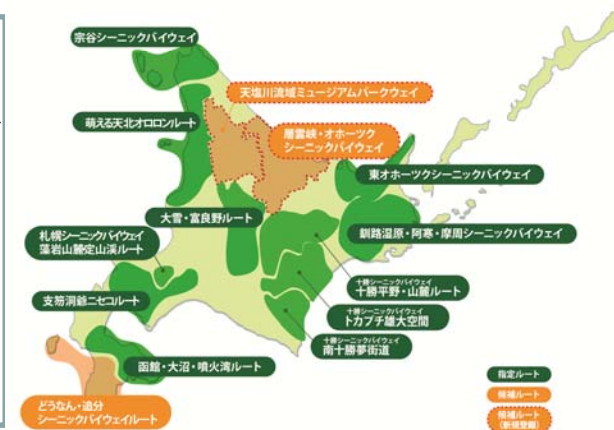 宗谷シーニックバイウェイ
天塩川流域ミュージアムパークウェイ
萌える天北オロロンルート
層雲峡・オホーツク
シーニックバイウェイ
東オホーツクシーニックバイウェイ
大雪・富良野ルート
釧路湿原・阿寒・摩周シーニックバイウェイ
札幌シーニックバイウェイ
藻岩山麓・定山渓ルート
十勝シーニックバイウェイ
十勝平野・山麓ルート
支笏洞爺ニセコルート
十勝シーニックバイウェイ
トカプチ雄大空間
十勝シーニックバイウェイ
南十勝夢街道
函館・大沼・噴火湾ルート
どうなん・追分
シーニックバイウェイルート
指定ルート
候補ルート
候補ルート
(新規登録)